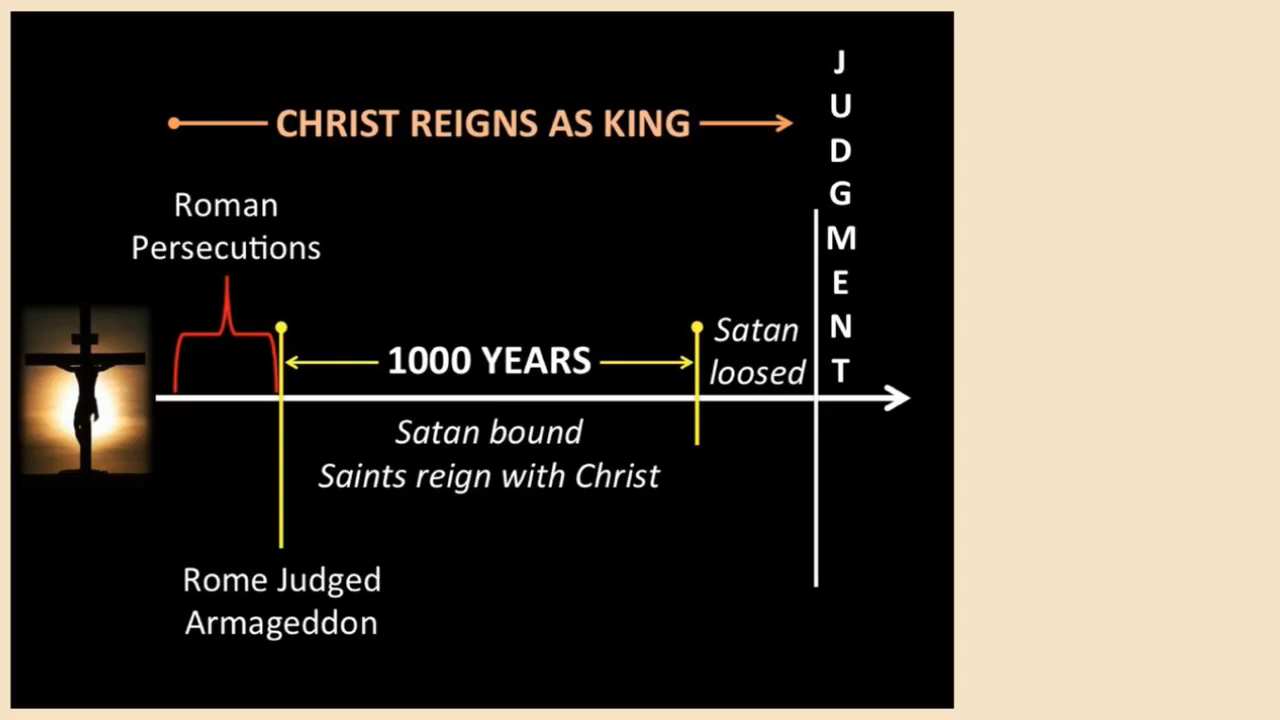 CHRIST REIGNS AS KING
JUDGMENT
Roman
Persecutions
1000 YEARS
Satan
loosed
Satan bound
Saints reign with Christ
Rome Judged
Armageddon